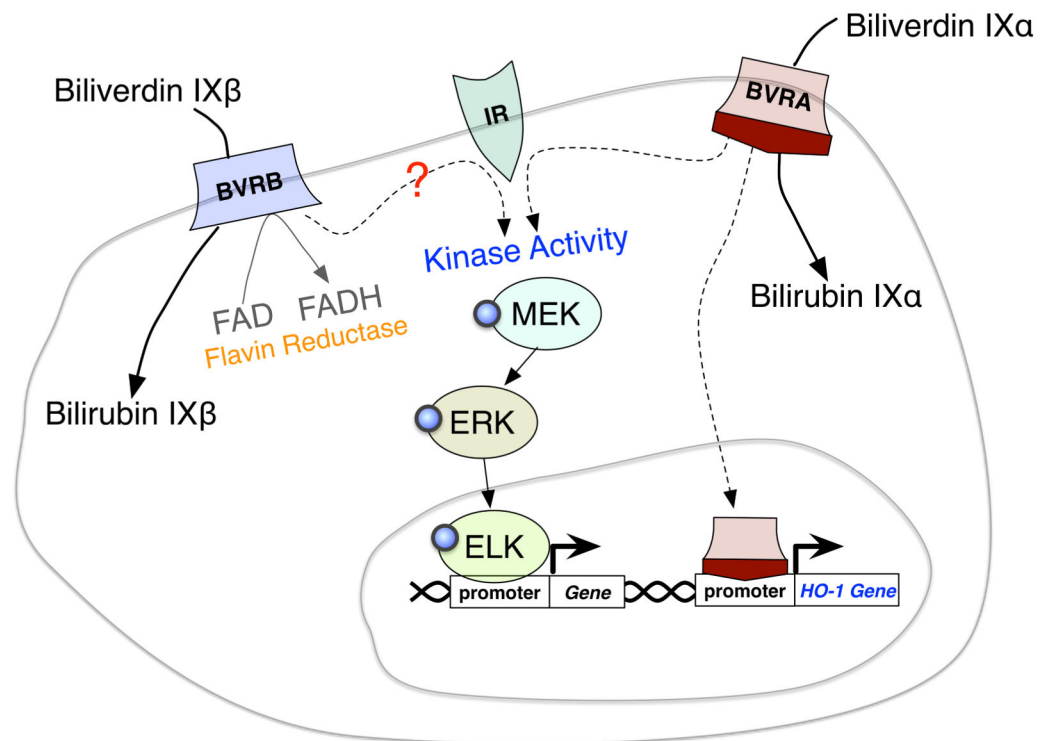 Biliverdin IXα
Biliverdin IXβ
IR
BVRA
BVRB
?
Kinase Activity
FAD FADH
Flavin Reductase
Bilirubin IXα
MEK
Bilirubin IXβ
ERK
ELK
promoter Gene
promoter HO-1 Gene